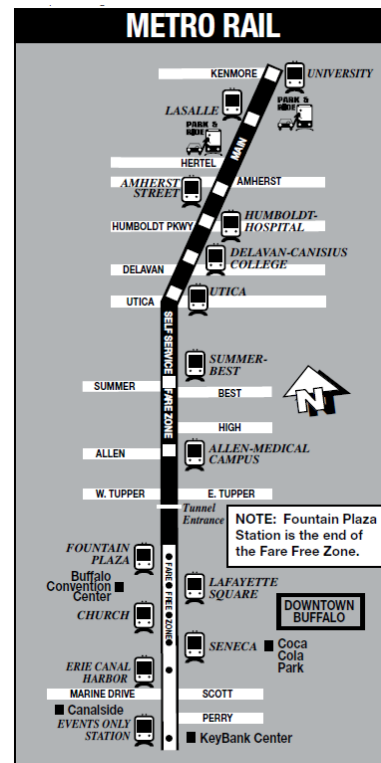 METRO RAIL
KENMORE
UNIVERSITY
LASALLE
PARK &
RIDE
PARK &
RIDE
MAIN
HERTEL
AMHERST
STREET
AMHERST
HUMBOLDT PKWY
HUMBOLDT-
HOSPITAL
DELAVAN-CANISIUS
COLLEGE
DELAVAN
UTICA
UTICA
SELF SERVICE
FARE ZONE
SUMMER-
BEST
SUMMER
BEST
N
HIGH
ALLEN
ALLEN-MEDICAL
CAMPUS
W. TUPPER
E. TUPPER
Tunnel
Entrance
NOTE: Fountain Plaza
Station is the end of
the Fare Free Zone.
FOUNTAIN
PLAZA
Buffalo
Convention
Center
FARE FREE ZONE
LAFAYETTE
SQUARE
DOWNTOWN
BUFFALO
CHURCH
SENECA
Coca
Cola
Park
ERIE CANAL
HARBOR
MARINE DRIVE
SCOTT
Canalside
EVENTS ONLY
STATION
PERRY
KeyBank Center